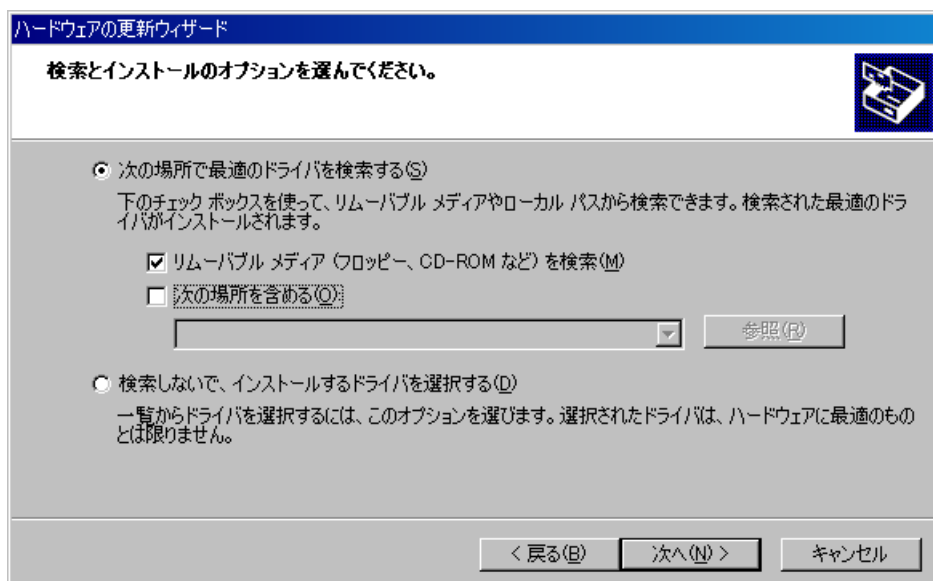 ハードウェアの更新ウィザード
検索とインストールのオプションを選んでください。
次の場所で最適のドライバを検索する(S)
下のチェック ボックスを使って、リムーバブル メディアやローカル パスから検索できます。検索された最適のドラ
イバがインストールされます。
リムーバブル メディア (フロッピー、CD-ROM など) を検索(M)
次の場所を含める(O):
参照(R)
検索しないで、インストールするドライバを選択する(D)
一覧からドライバを選択するには、このオプションを選びます。選択されたドライバは、ハードウェアに最適のもの
とは限りません。
< 戻る(B) 次へ(N) > キャンセル